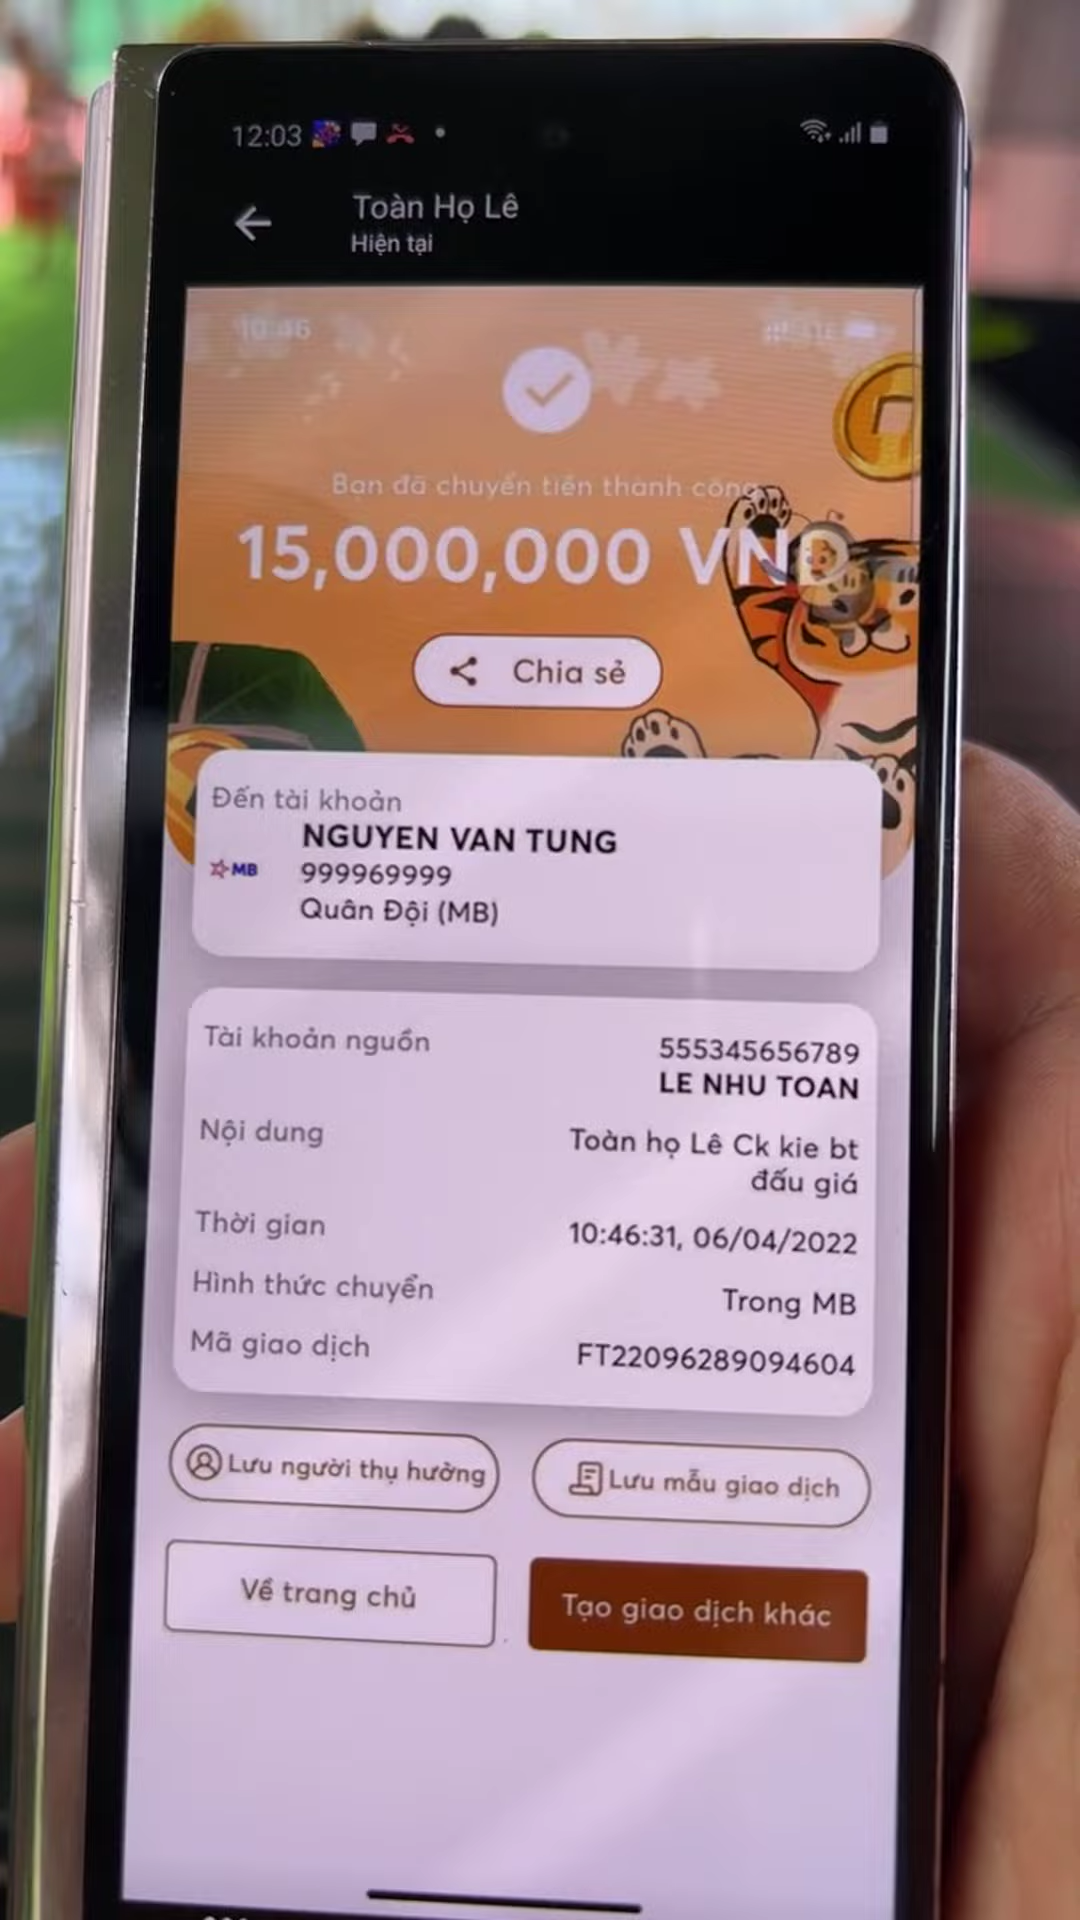 12:03
Toàn Họ Lê
Hiện tại
10:46
LTE
Bạn đã chuyển tiền thành công
15,000,000 VND
Chia sẻ
Đến tài khoản
NGUYEN VAN TUNG
MB
999969999
Quân Đội (MB)
Tài khoản nguồn
555345656789
LE NHU TOAN
Nội dung
Toàn họ Lê Ck kie bt
đấu giá
Thời gian
10:46:31, 06/04/2022
Hình thức chuyển
Trong MB
Mã giao dịch
FT22096289094604
Lưu người thụ hưởng
Lưu mẫu giao dịch
Về trang chủ
Tạo giao dịch khác